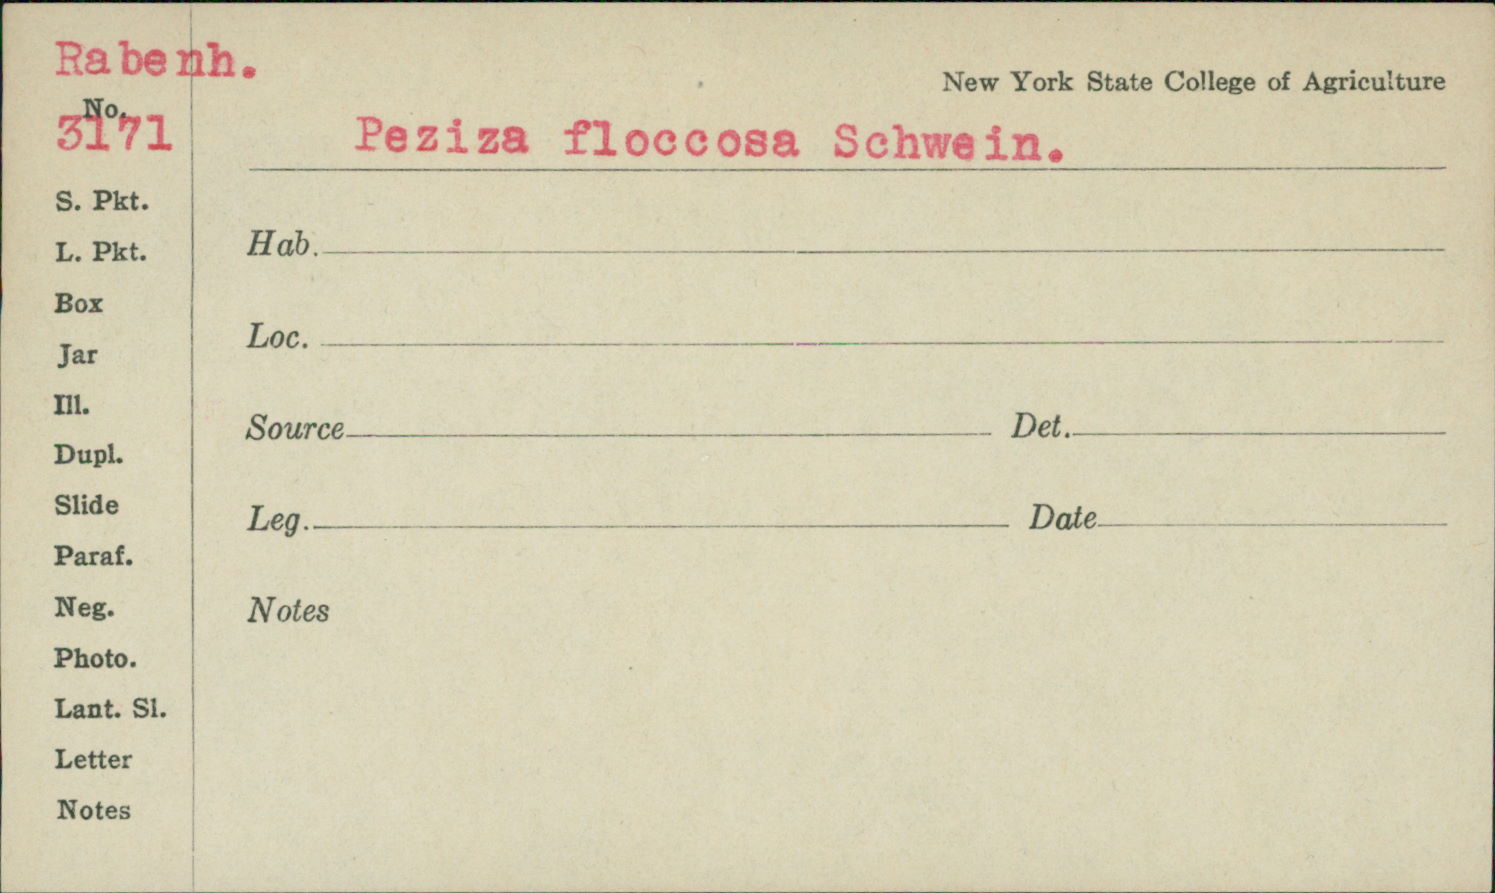 Rabenh.
New York State College of Agriculture
No.
3171
Peziza floccosa Schwein.
S. Pkt.
L. Pkt.
Box
Jar
Ill.
Dupl.
Slide
Paraf.
Neg.
Photo.
Lant. Sl.
Letter
Notes
Hab.
Loc.
Source Det.
Leg. Date
Notes